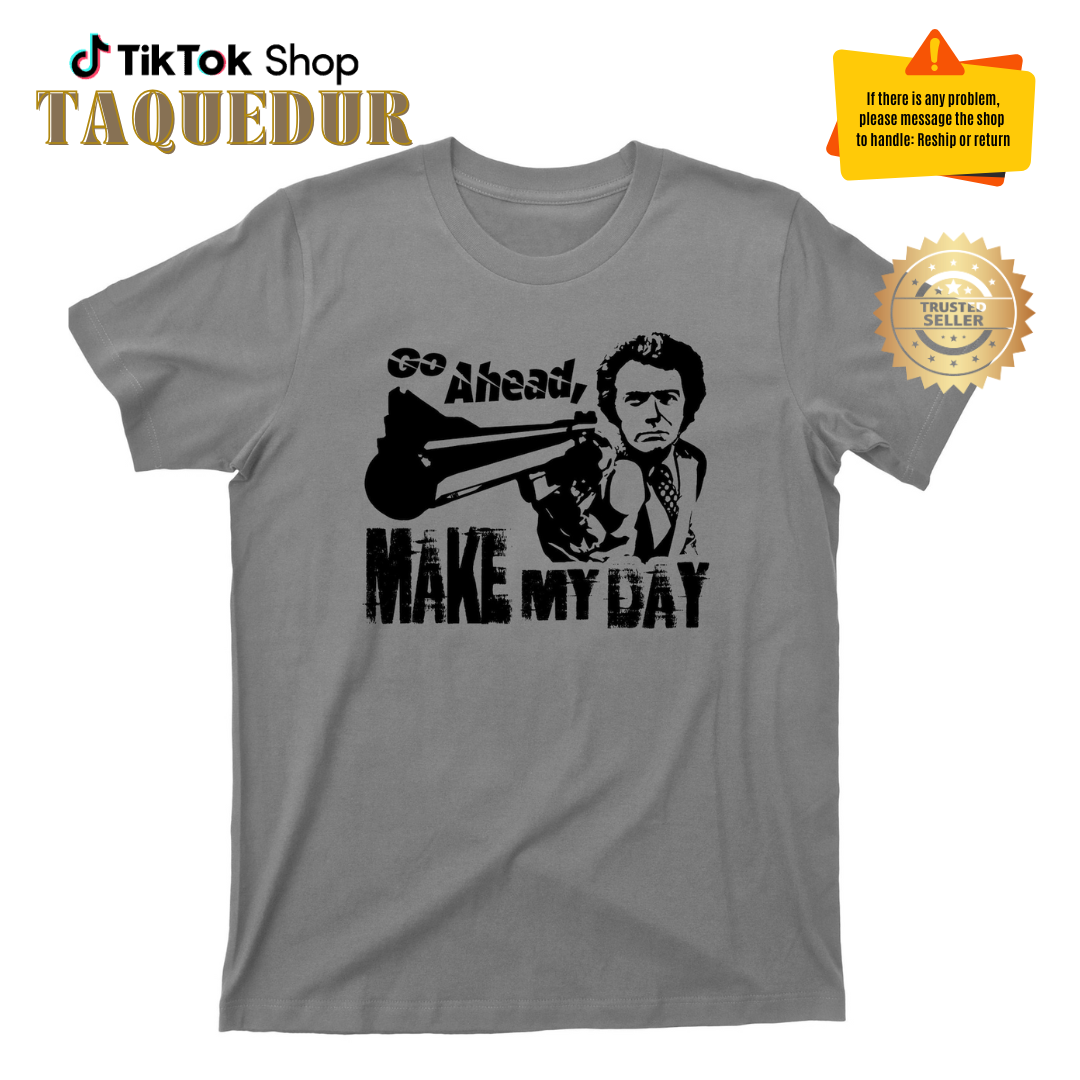 TikTok Shop
TAQUEDUR
If there is any problem,
please message the shop
to handle: Reship or return
TRUSTED
SELLER
Go Ahead,
MAKE MY DAY